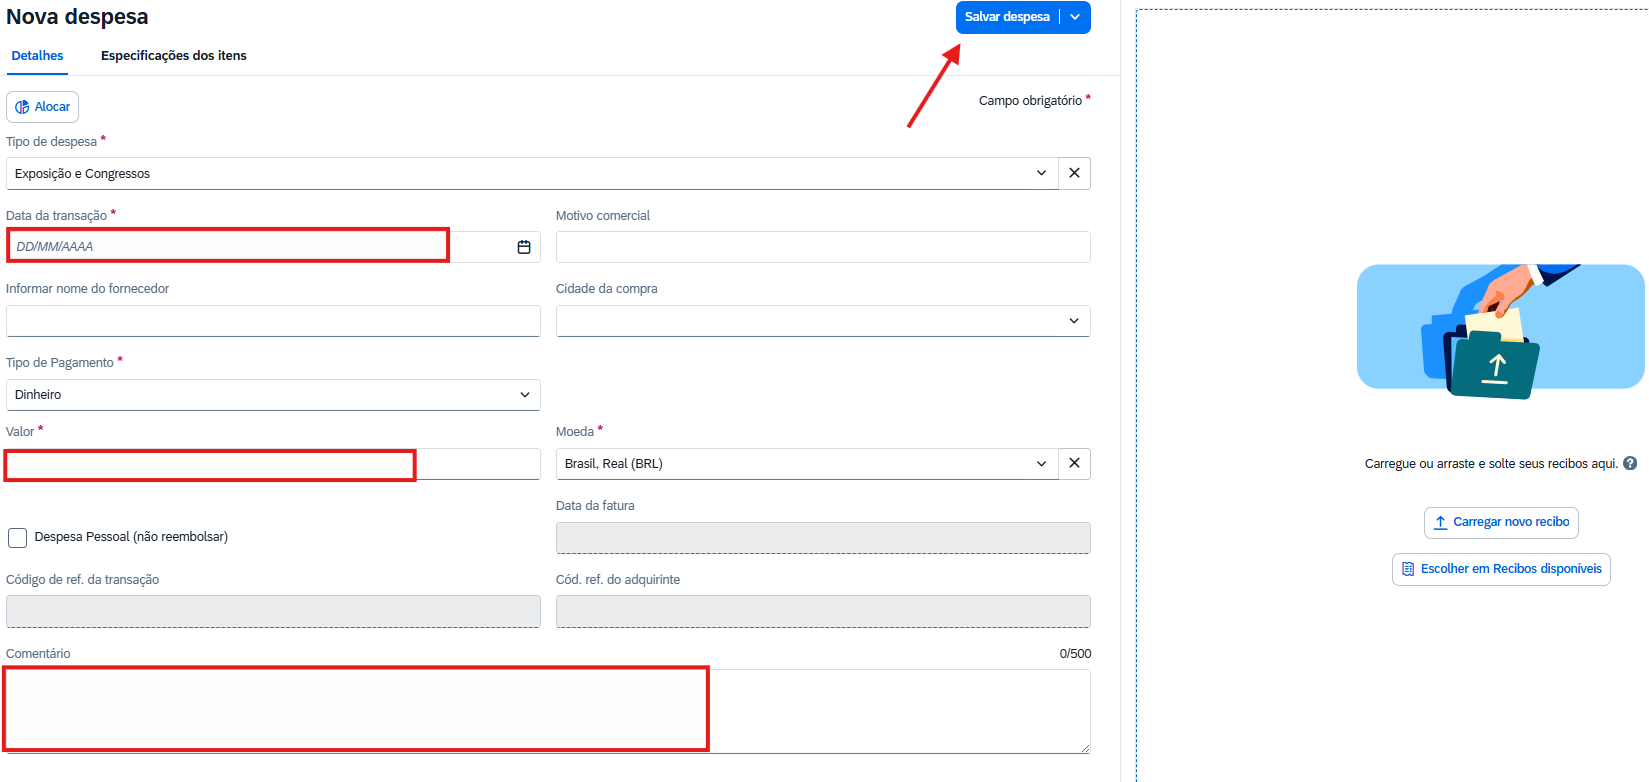 Nova despesa
Salvar despesa
Detalhes
Especificações dos itens
Alocar
Campo obrigatório *
Tipo de despesa *
Exposição e Congressos
Data da transação *
Motivo comercial
DD/MM/AAAA
Informar nome do fornecedor
Cidade da compra
Tipo de Pagamento *
Dinheiro
Valor *
Moeda *
Brasil, Real (BRL)
Data da fatura
Despesa Pessoal (não reembolsar)
Código de ref. da transação
Cód. ref. do adquirinte
Comentário
0/500
Carregue ou arraste e solte seus recibos aqui. ?
Carregar novo recibo
Escolher em Recibos disponíveis